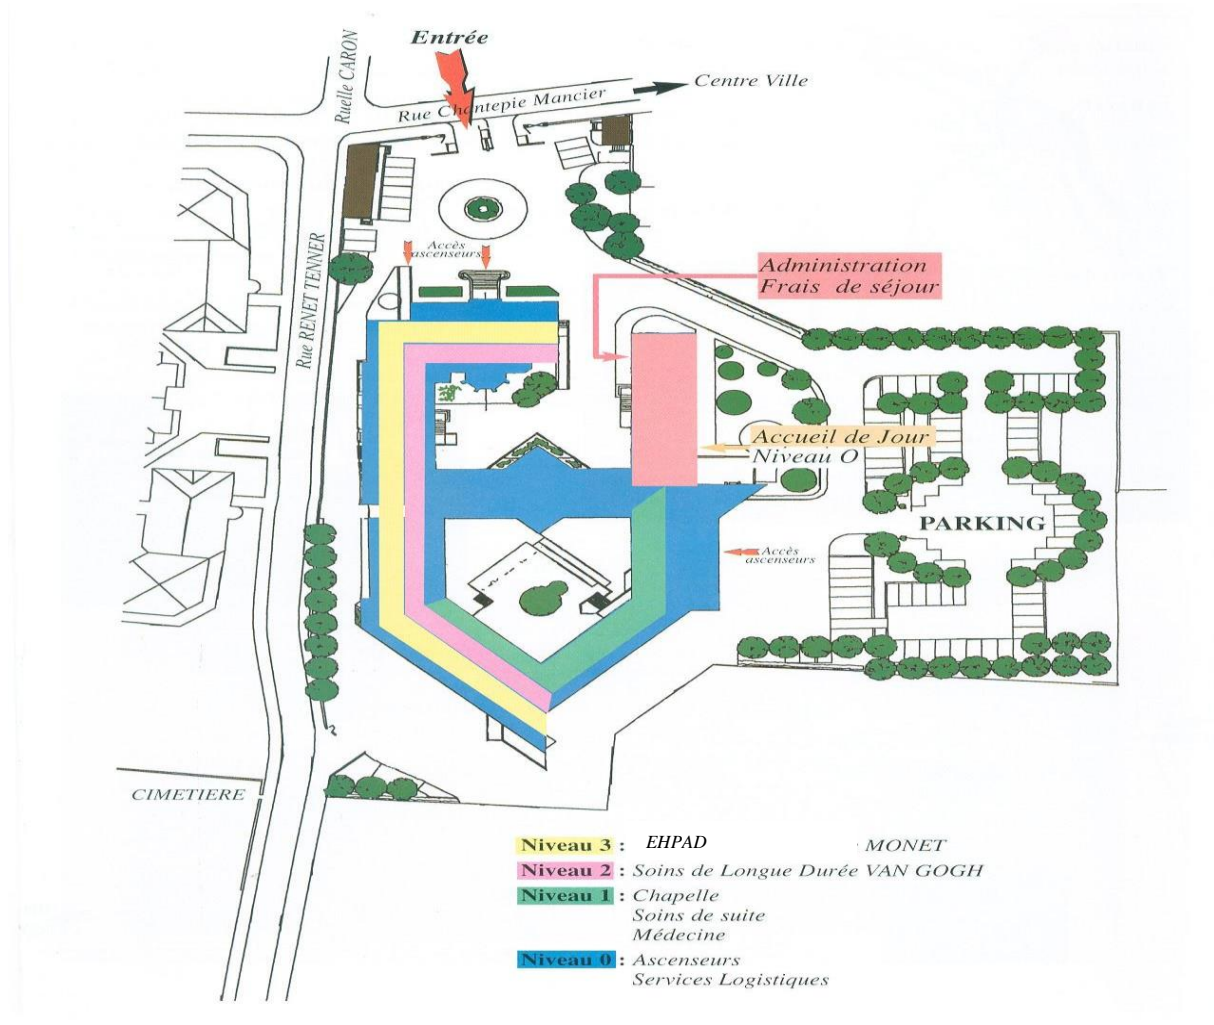 Entrée
Ruelle CARON
Centre Ville
Rue Chantepie Mancier
Rue RENET TENNER
Accès
ascenseurs
Administration
Frais de séjour
Accueil de Jour
Niveau O
PARKING
Accès
ascenseurs
CIMETIERE
Niveau 3 : EHPAD MONET
Niveau 2 : Soins de Longue Durée VAN GOGH
Niveau 1 : Chapelle
Soins de suite
Médecine
Niveau 0 : Ascenseurs
Services Logistiques